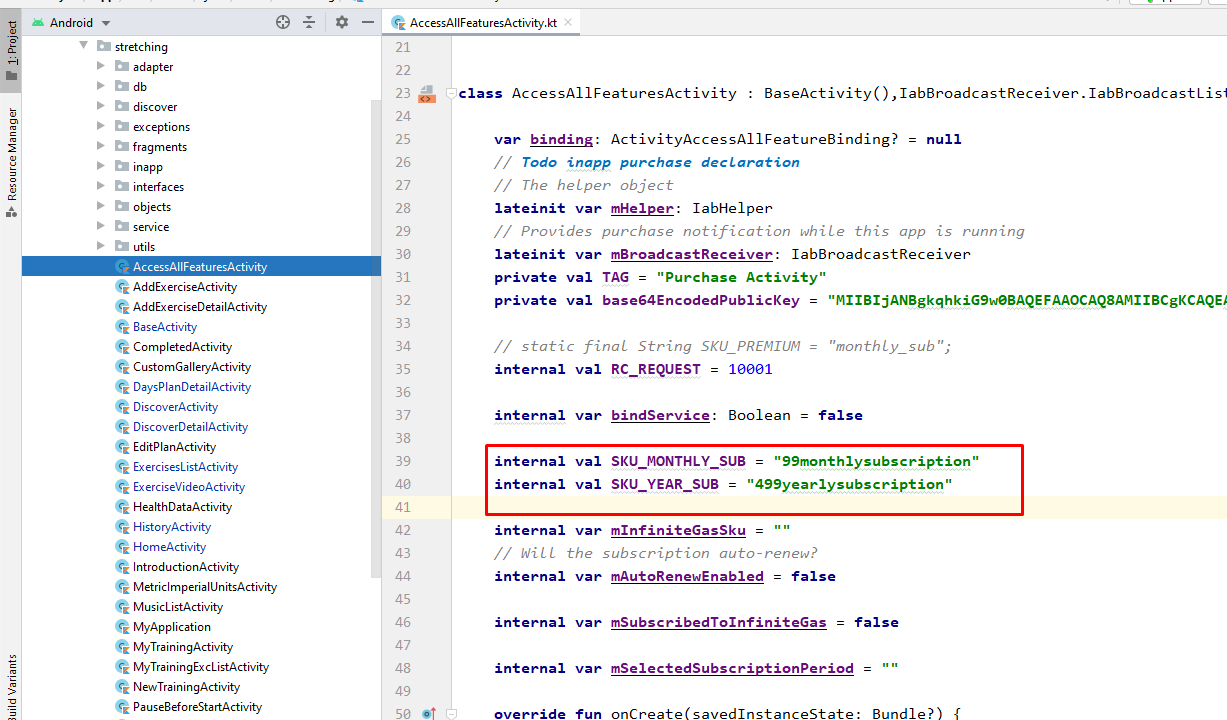 Android
AccessAllFeaturesActivity.kt
1: Project
Resource Manager
Build Variants
stretching
adapter
db
discover
exceptions
fragments
inapp
interfaces
objects
service
utils
AccessAllFeaturesActivity
AddExerciseActivity
AddExerciseDetailActivity
BaseActivity
CompletedActivity
CustomGalleryActivity
DaysPlanDetailActivity
DiscoverActivity
DiscoverDetailActivity
EditPlanActivity
ExercisesListActivity
ExerciseVideoActivity
HealthDataActivity
HistoryActivity
HomeActivity
IntroductionActivity
MetricImperialUnitsActivity
MusicListActivity
MyApplication
MyTrainingActivity
MyTrainingExcListActivity
NewTrainingActivity
PauseBeforeStartActivity
21
22
23 class AccessAllFeaturesActivity : BaseActivity(),IabBroadcastReceiver.IabBroadcastList
24
25 var binding: ActivityAccessAllFeatureBinding? = null
26 // Todo inapp purchase declaration
27 // The helper object
28 lateinit var mHelper: IabHelper
29 // Provides purchase notification while this app is running
30 lateinit var mBroadcastReceiver: IabBroadcastReceiver
31 private val TAG = "Purchase Activity"
32 private val base64EncodedPublicKey = "MIIBIjANBgkqhkiG9w0BAQEFAAOCAQ8AMIIBCgKCAQEA
33
34 // static final String SKU_PREMIUM = "monthly_sub";
35 internal val RC_REQUEST = 10001
36
37 internal var bindService: Boolean = false
38
39 internal val SKU_MONTHLY_SUB = "99monthlysubscription"
40 internal val SKU_YEAR_SUB = "499yearlysubscription"
41
42 internal var mInfiniteGasSku = ""
43 // Will the subscription auto-renew?
44 internal var mAutoRenewEnabled = false
45
46 internal var mSubscribedToInfiniteGas = false
47
48 internal var mSelectedSubscriptionPeriod = ""
49
50 override fun onCreate(savedInstanceState: Bundle?) {